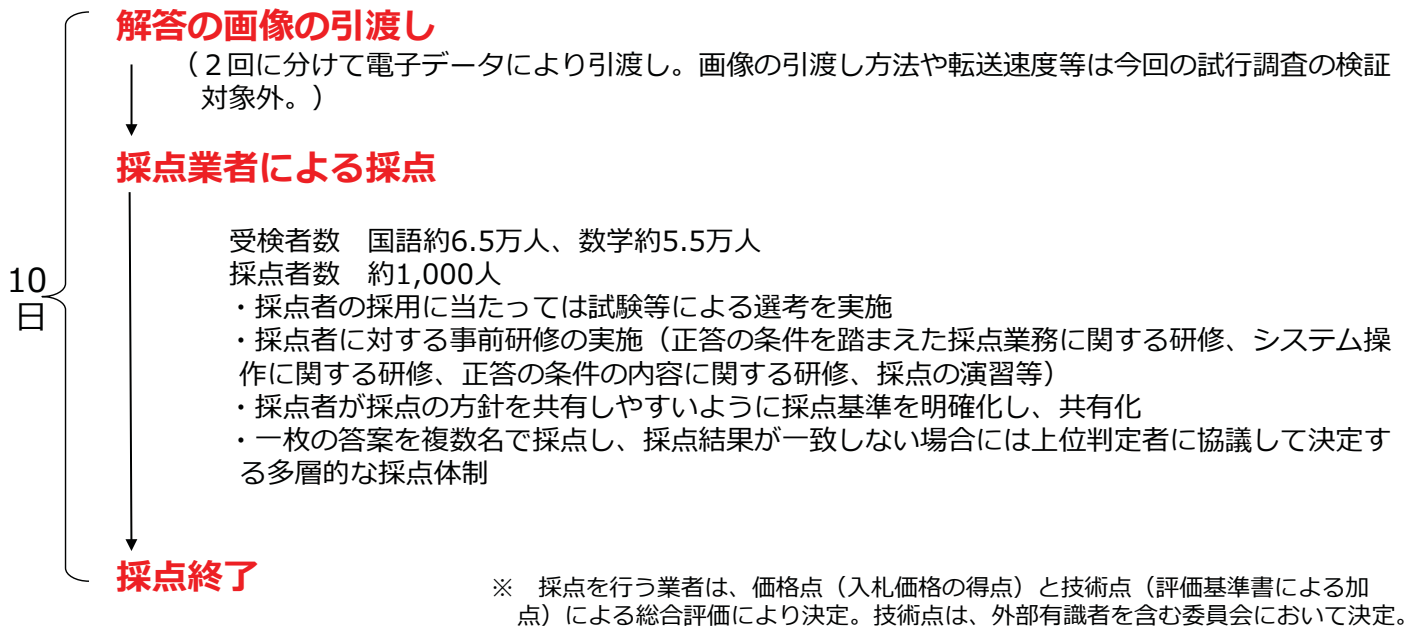 解答の画像の引渡し
（２回に分けて電子データにより引渡し。画像の引渡し方法や転送速度等は今回の試行調査の検証
対象外。）
採点業者による採点
受検者数　国語約6.5万人、数学約5.5万人
採点者数　約1,000人
・採点者の採用に当たっては試験等による選考を実施
・採点者に対する事前研修の実施（正答の条件を踏まえた採点業務に関する研修、システム操
作に関する研修、正答の条件の内容に関する研修、採点の演習等）
・採点者が採点の方針を共有しやすいように採点基準を明確化し、共有化
・一枚の答案を複数名で採点し、採点結果が一致しない場合には上位判定者に協議して決定す
る多層的な採点体制
10
日
採点終了
※　採点を行う業者は、価格点（入札価格の得点）と技術点（評価基準書による加
点）による総合評価により決定。技術点は、外部有識者を含む委員会において決定。